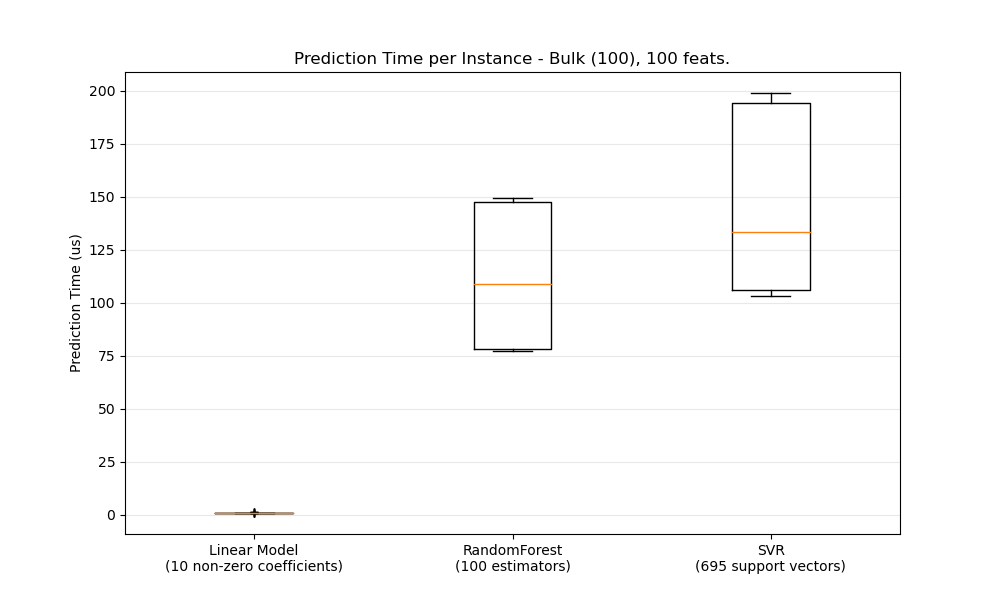 Prediction Time per Instance - Bulk (100), 100 feats.
200
175
150
125
100
75
50
25
0
Prediction Time (us)
Linear Model
(10 non-zero coefficients)
RandomForest
(100 estimators)
SVR
(695 support vectors)